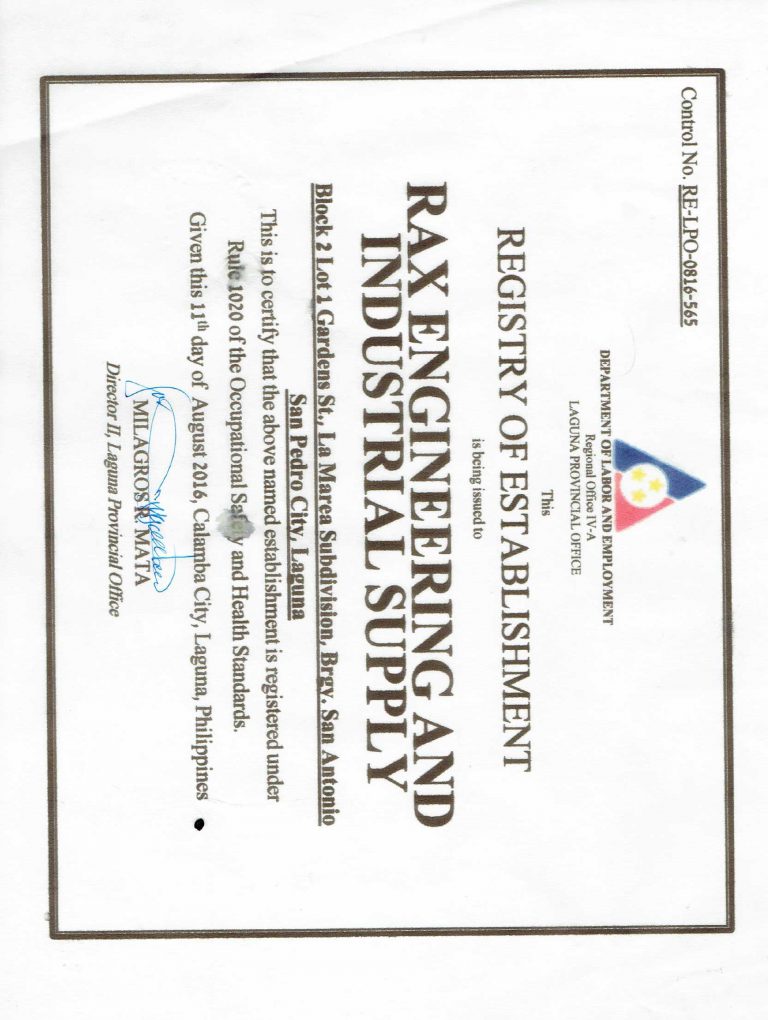 Control No. RE-LPO-0816-565
DEPARTMENT OF LABOR AND EMPLOYMENT
Regional Office IV-A
LAGUNA PROVINCIAL OFFICE
This
REGISTRY OF ESTABLISHMENT
is being issued to
RAX ENGINEERING AND
INDUSTRIAL SUPPLY
Block 2 Lot 1 Gardens St., La Marea Subdivision, Brgy. San Antonio
San Pedro City, Laguna
This is to certify that the above named establishment is registered under
Rule 1020 of the Occupational Safety and Health Standards.
Given this 11th day of August 2016, Calamba City, Laguna, Philippines
MILAGROS R. MATA
Director II, Laguna Provincial Office